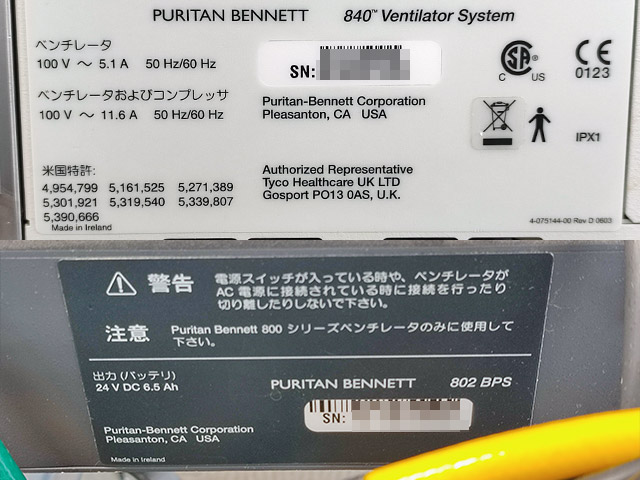 PURITAN BENNETT 840™ Ventilator System
ベンチレータ
100 V ～ 5.1 A 50 Hz/60 Hz
ベンチレータおよびコンプレッサ
100 V ～ 11.6 A 50 Hz/60 Hz
SN:
Puritan-Bennett Corporation
Pleasanton, CA USA
CSA ®
C US
CE
0123
IPX1
米国特許:
4,954,799 5,161,525 5,271,389
5,301,921 5,319,540 5,339,807
5,390,666
Made in Ireland
Authorized Representative
Tyco Healthcare UK LTD
Gosport PO13 0AS, U.K.
4-075144-00 Rev D 0803
警告 電源スイッチが入っている時や、ベンチレータが
AC 電源に接続されている時に接続を行ったり
切り離したりしないで下さい。
注意 Puritan Bennett 800 シリーズベンチレータのみに使用して
下さい。
出力 (バッテリ)
24 V DC 6.5 Ah
PURITAN BENNETT 802 BPS
SN:
Puritan-Bennett Corporation
Pleasanton, CA USA
Made in Ireland